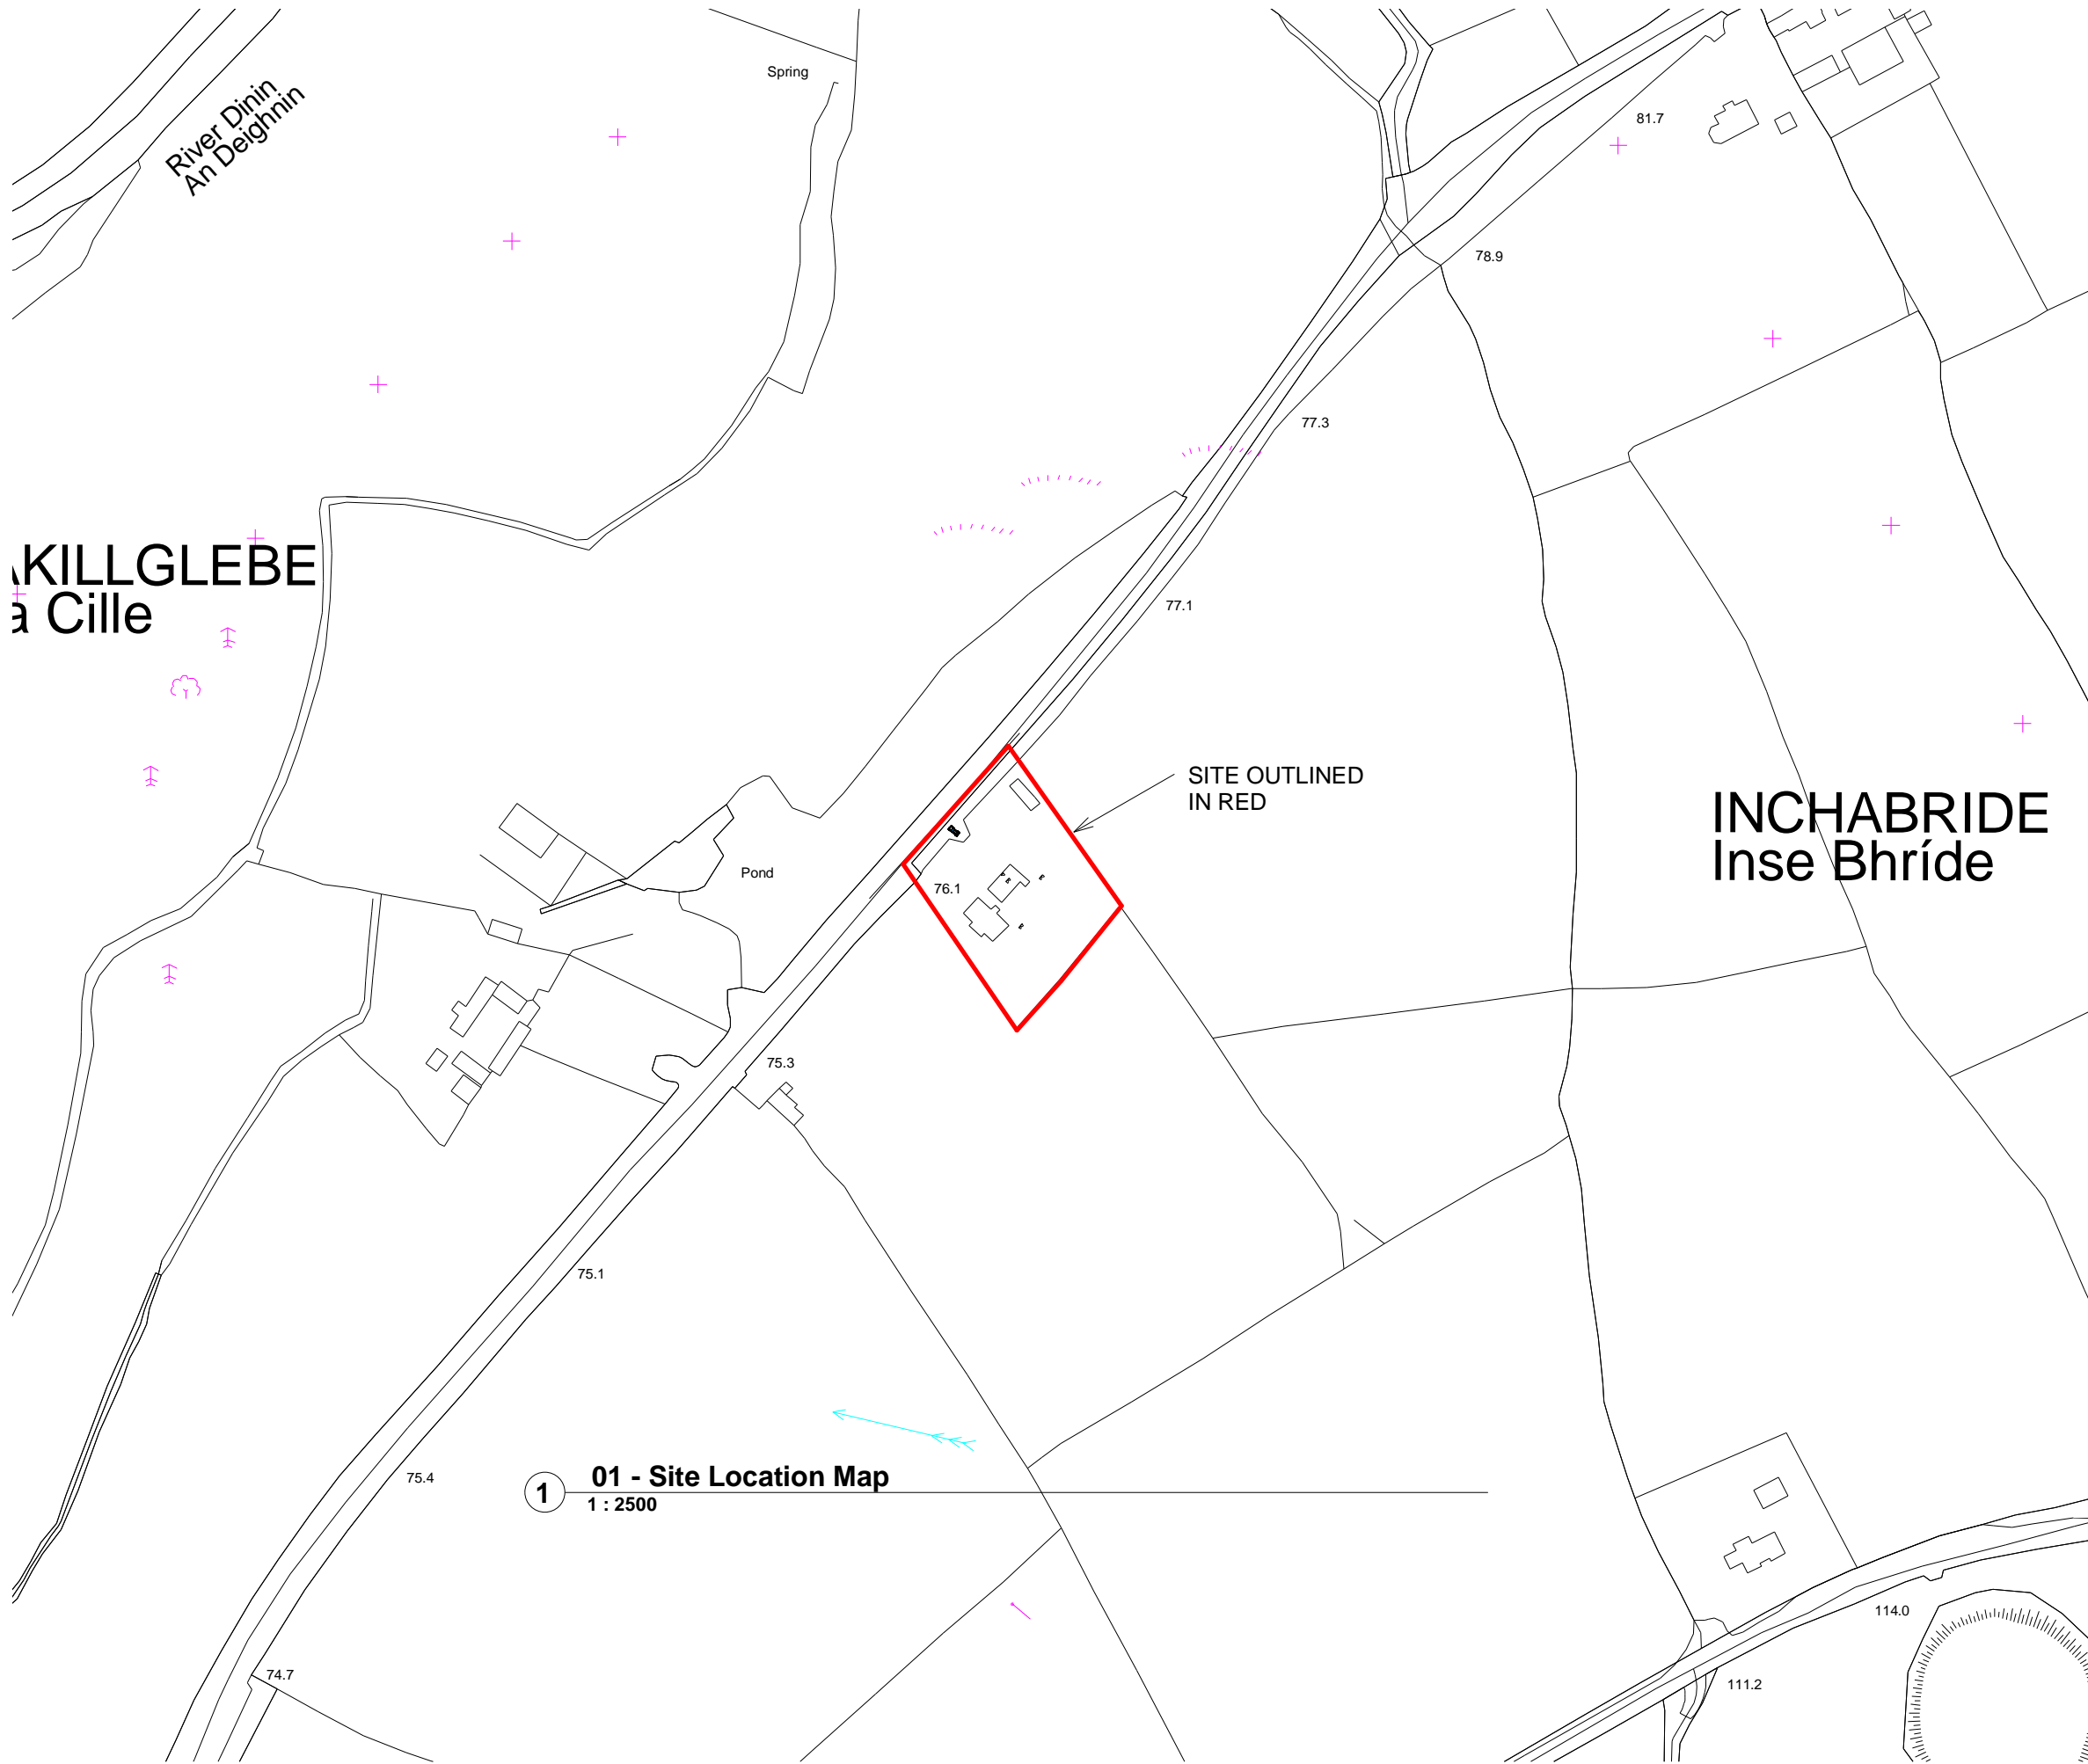 Spring
81.7
River Dinin
An Deighnin
78.9
77.3
KILLGLEBE
a Cille
77.1
SITE OUTLINED
IN RED
INCHABRIDE
Inse Bhríde
Pond
76.1
75.3
75.1
75.4
1
01 - Site Location Map
1 : 2500
114.0
74.7
111.2